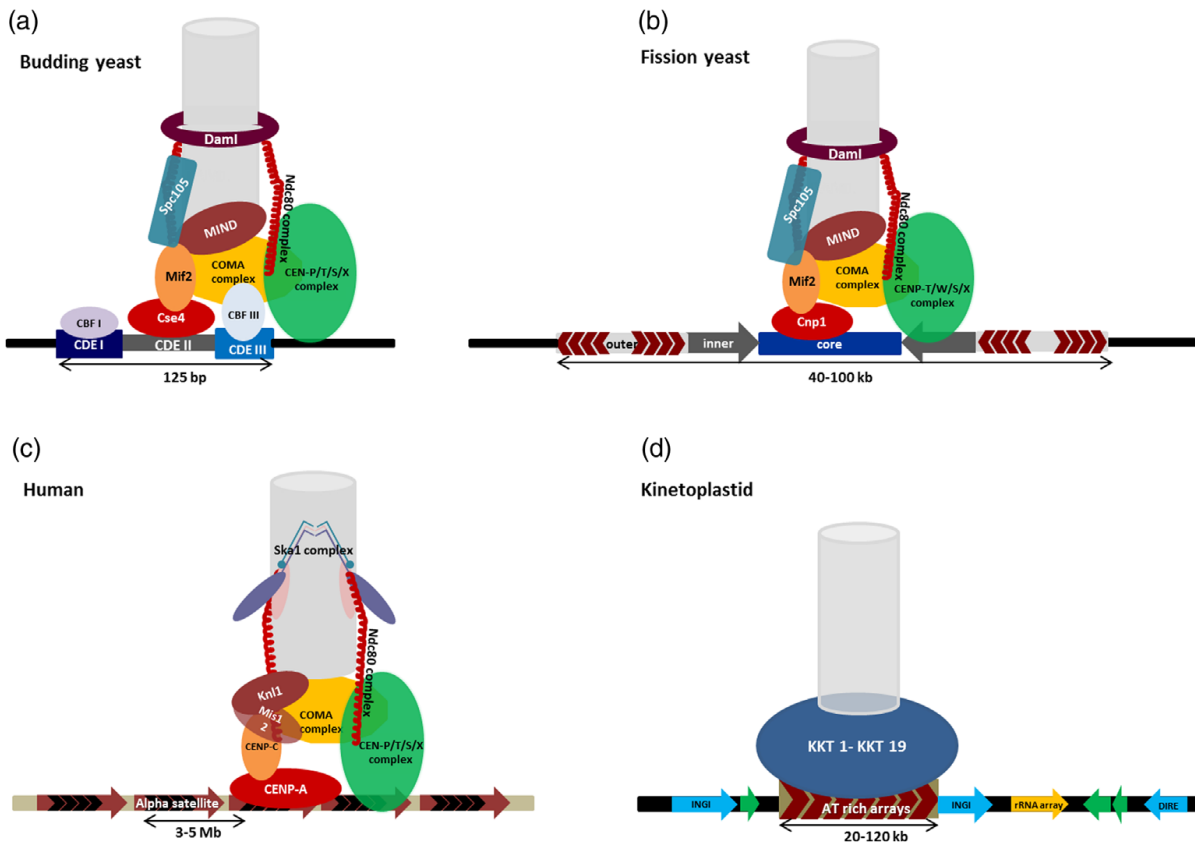 (a)
Budding yeast
DamI
Spc105
Ndc80 complex
MIND
COMA
complex
Mif2
CEN-P/T/S/X
complex
Cse4
CBF I
CBF III
CDE I
CDE II
CDE III
125 bp
(b)
Fission yeast
DamI
Spc105
Ndc80 complex
MIND
COMA
complex
Mif2
CENP-T/W/S/X
complex
Cnp1
outer
inner
core
40-100 kb
(c)
Human
Ska1 complex
Ndc80 complex
Knl1
Mis1
2
COMA
complex
CENP-C
CEN-P/T/S/X
complex
CENP-A
Alpha satellite
3-5 Mb
(d)
Kinetoplastid
KKT 1- KKT 19
INGI
AT rich arrays
INGI
rRNA array
DIRE
20-120 kb